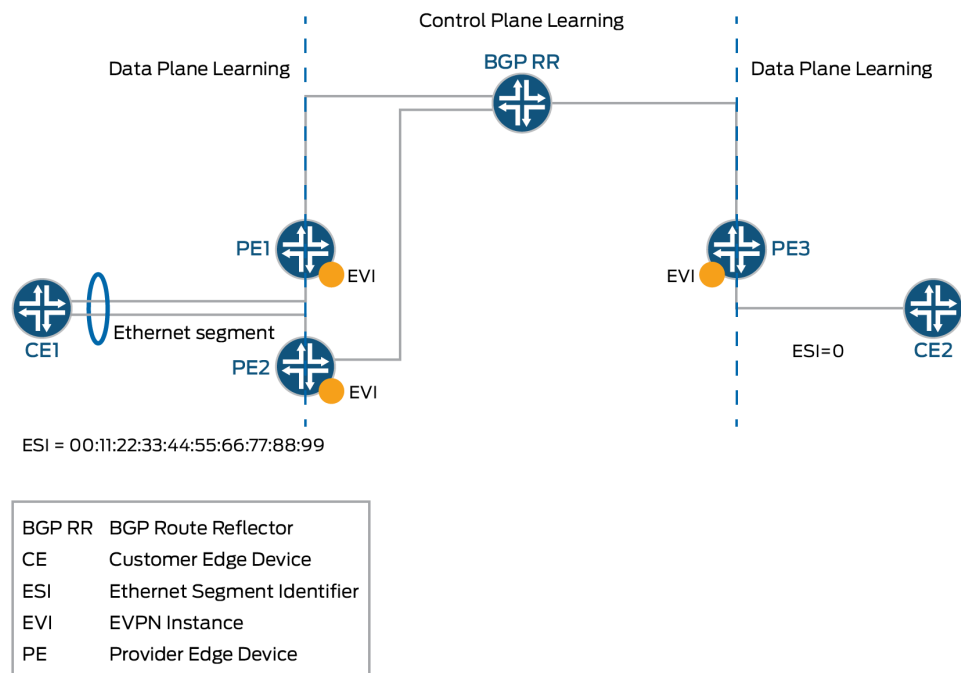 Control Plane Learning
Data Plane Learning
BGP RR
Data Plane Learning
PE1
EVI
PE3
EVI
Ethernet segment
CE1
PE2
EVI
ESI=0
CE2
ESI = 00:11:22:33:44:55:66:77:88:99
BGP RR BGP Route Reflector
CE Customer Edge Device
ESI Ethernet Segment Identifier
EVI EVPN Instance
PE Provider Edge Device